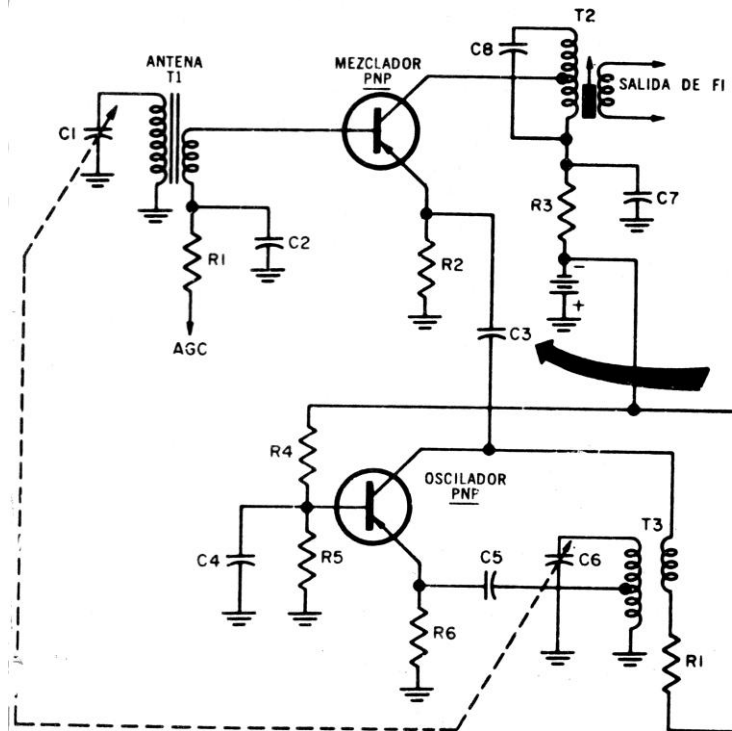 T2
C8
ANTENA
T1
MEZCLADOR
PNP
SALIDA DE FI
C1
C2
R1
R2
R3
C7
-
+
AGC
C3
R4
OSCILADOR
PNP
T3
C4
R5
C5
C6
R6
R1